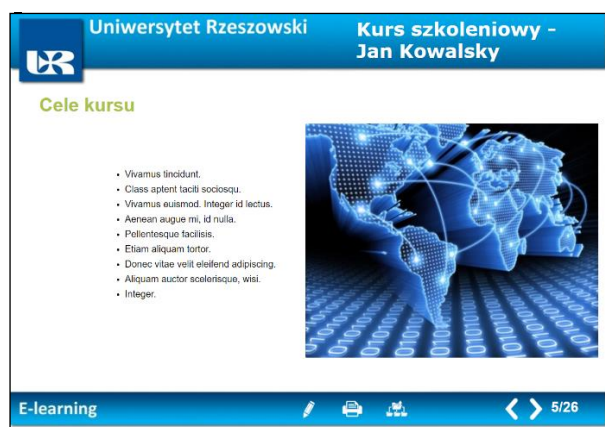 Uniwersytet Rzeszowski
Kurs szkoleniowy -
Jan Kowalsky
UR
Cele kursu
• Vivamus tincidunt.
• Class aptent taciti sociosqu.
• Vivamus euismod. Integer id lectus.
• Aenean augue mi, id nulla.
• Pellentesque facilisis.
• Etiam aliquam tortor.
• Donec vitae velit eleifend adipiscing.
• Aliquam auctor scelerisque, wisi.
• Integer.
E-learning
5/26